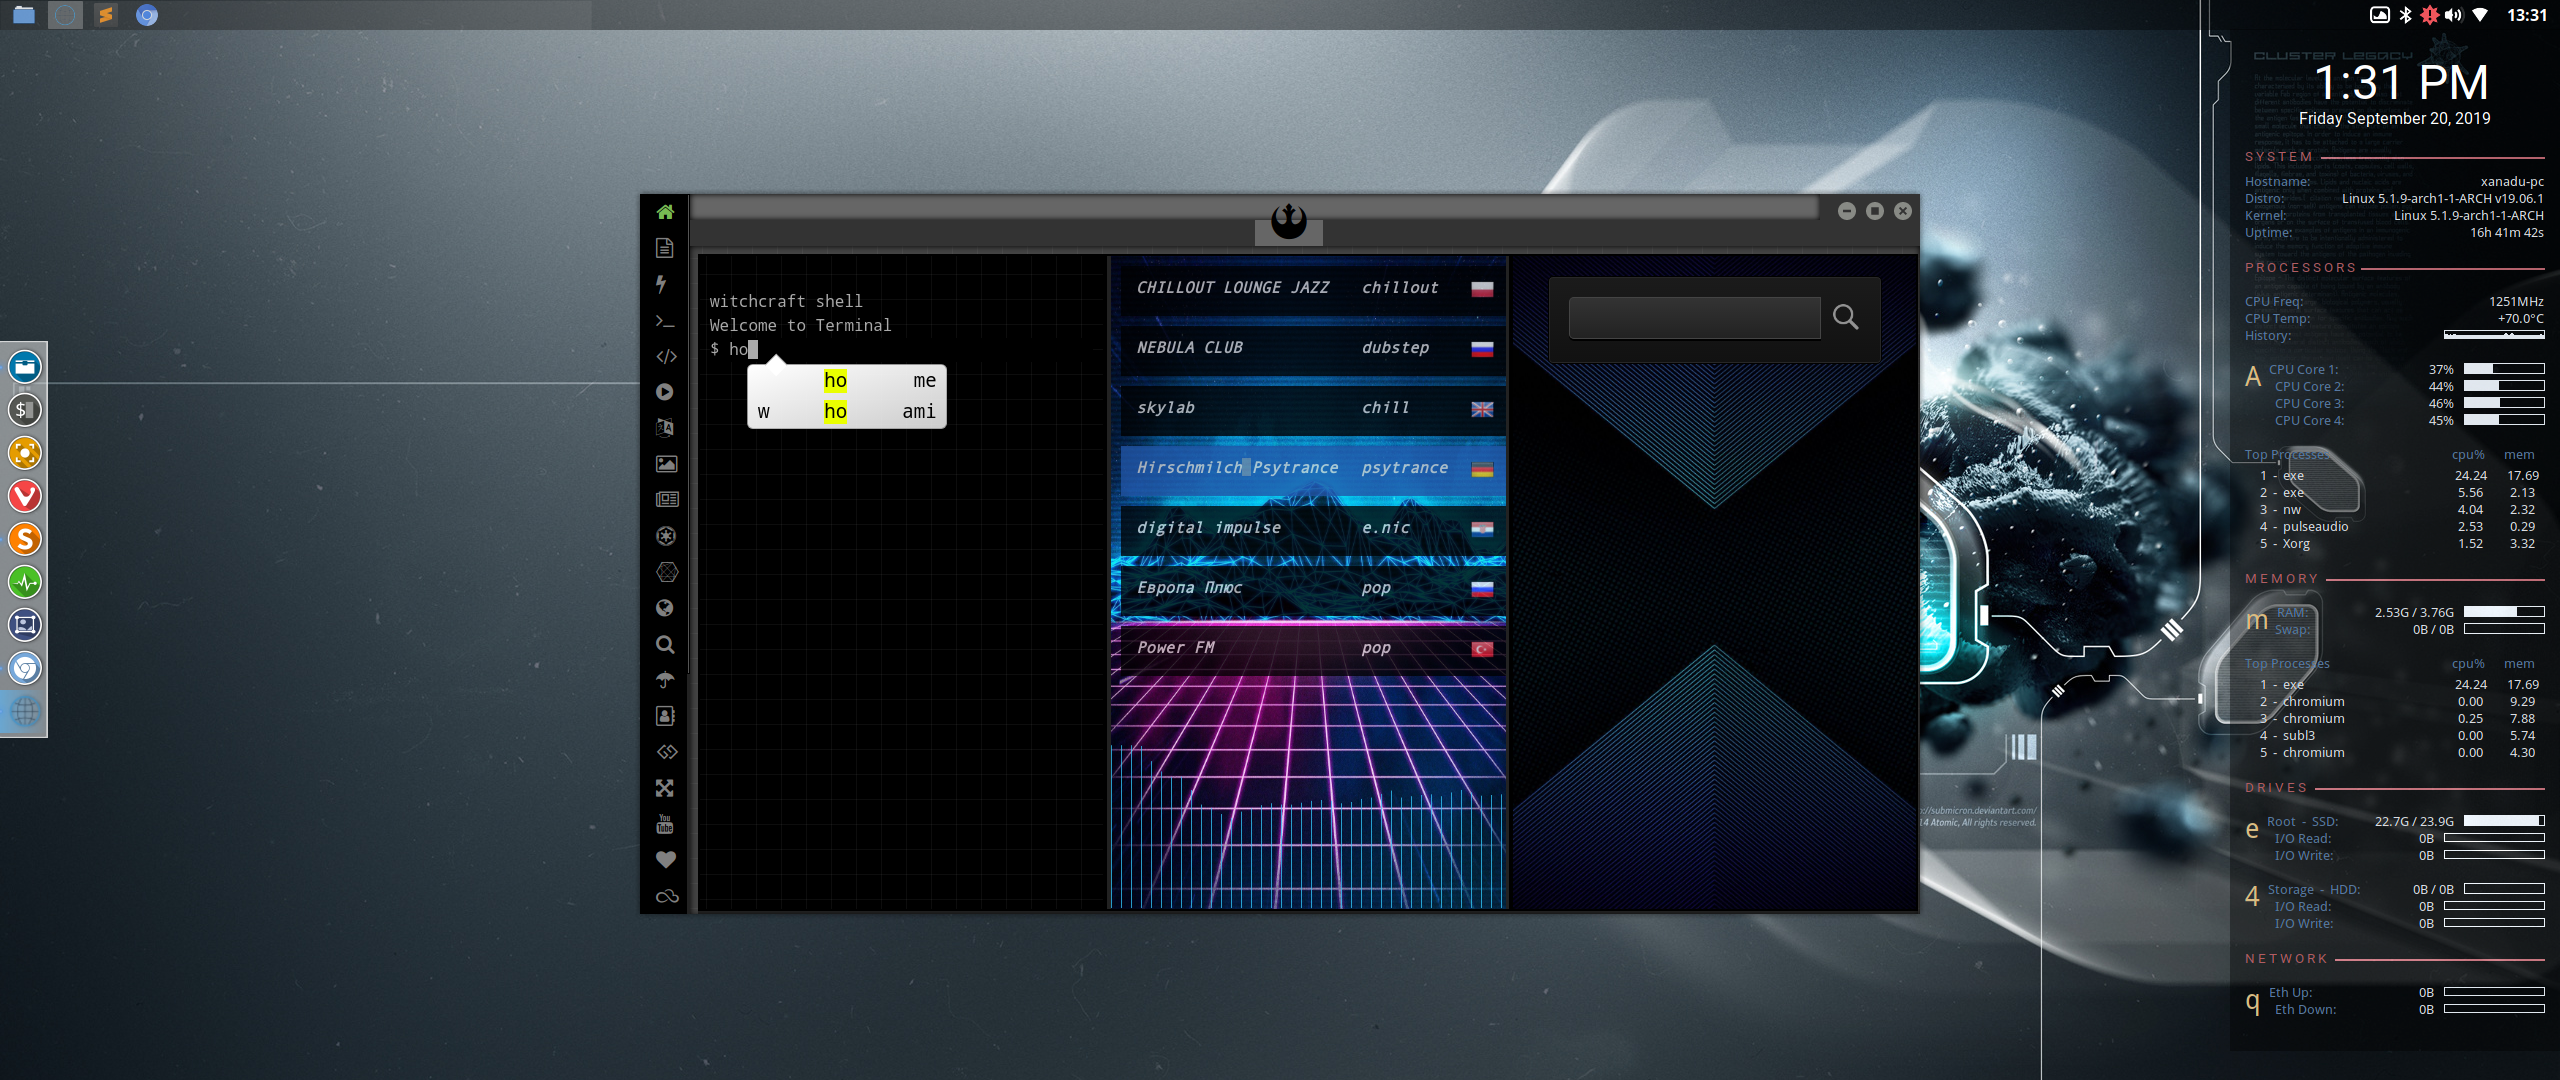 13:31
CLUSTER LEGACY
1:31 PM
Friday September 20, 2019
SYSTEM
Hostname: xanadu-pc
Distro: Linux 5.1.9-arch1-1-ARCH v19.06.1
Kernel: Linux 5.1.9-arch1-1-ARCH
Uptime: 16h 41m 42s
PROCESSORS
CPU Freq: 1251MHz
CPU Temp: +70.0°C
History:
A CPU Core 1: 37%
CPU Core 2: 44%
CPU Core 3: 46%
CPU Core 4: 45%
Top Processes cpu% mem
1 - exe 24.24 17.69
2 - exe 5.56 2.13
3 - nw 4.04 2.32
4 - pulseaudio 2.53 0.29
5 - Xorg 1.52 3.32
MEMORY
m RAM: 2.53G / 3.76G
Swap: 0B / 0B
Top Processes cpu% mem
1 - exe 24.24 17.69
2 - chromium 0.00 9.29
3 - chromium 0.25 7.88
4 - subl3 0.00 5.74
5 - chromium 0.00 4.30
DRIVES
e Root - SSD: 22.7G / 23.9G
I/O Read: 0B
I/O Write: 0B
4 Storage - HDD: 0B / 0B
I/O Read: 0B
I/O Write: 0B
NETWORK
q Eth Up: 0B
Eth Down: 0B
witchcraft shell
Welcome to Terminal
$ ho
ho me
w ho ami
CHILLOUT LOUNGE JAZZ chillout
NEBULA CLUB dubstep
skylab chill
Hirschmilch Psytrance psytrance
digital impulse e.nic
Европа Плюс pop
Power FM pop
You Tube
$
S
://submicron.deviantart.com/
14 Atomic, All rights reserved.